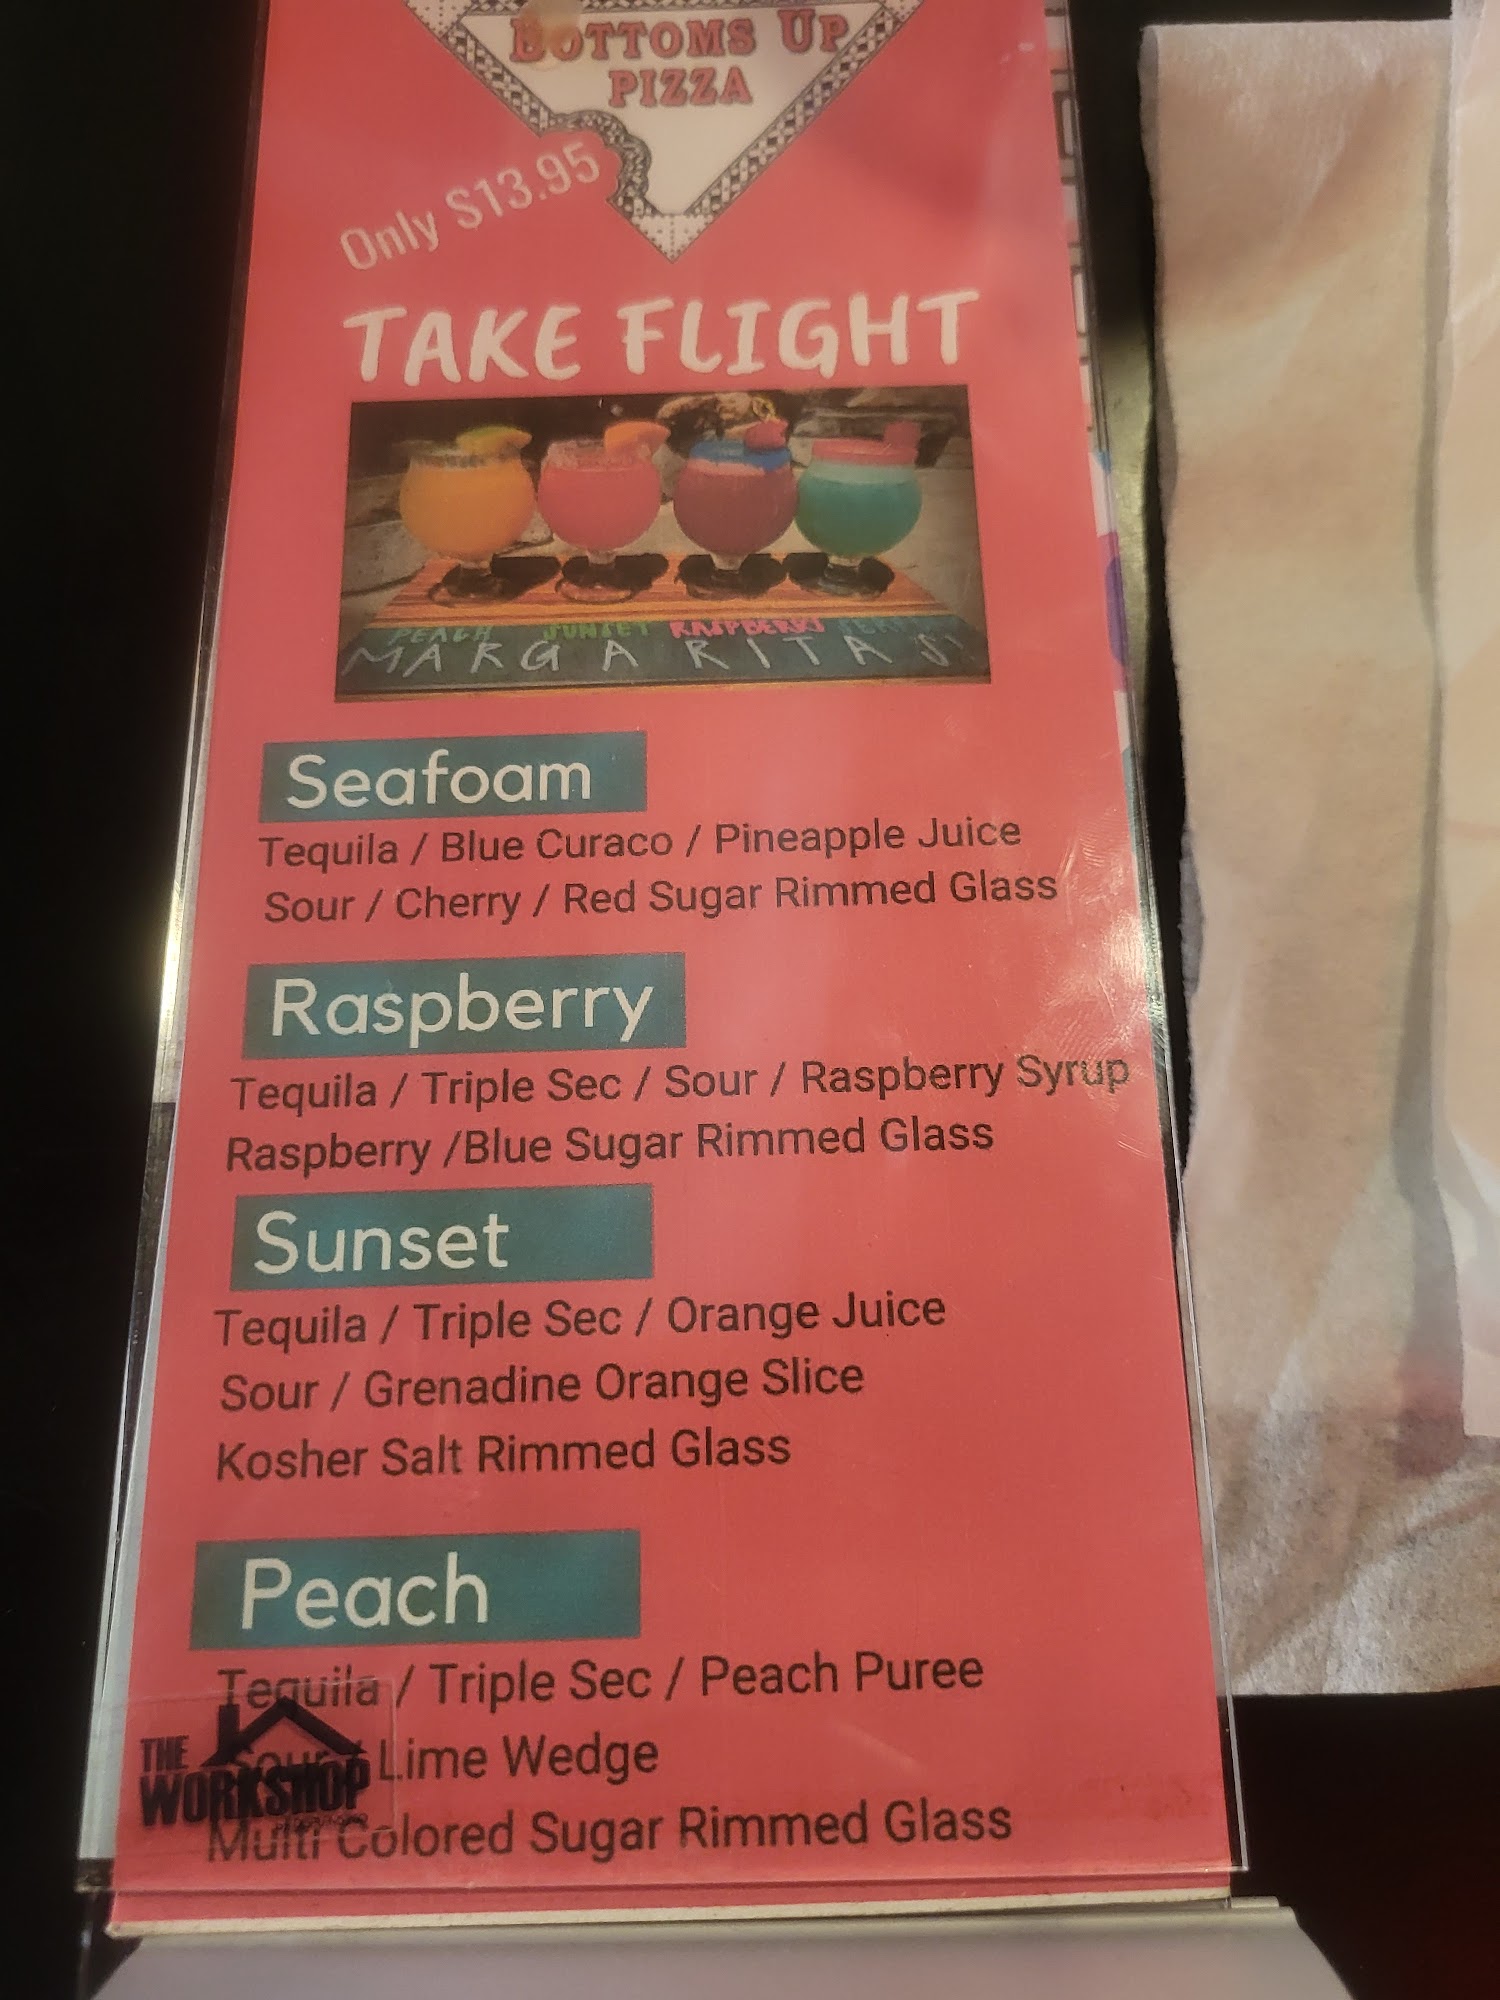 BOTTOMS UP
PIZZA
Only $13.95
TAKE FLIGHT
PEACH SUNSET RASPBERRY
MARGARITAS
Seafoam
Tequila / Blue Curaco / Pineapple Juice
Sour / Cherry / Red Sugar Rimmed Glass
Raspberry
Tequila / Triple Sec / Sour / Raspberry Syrup
Raspberry /Blue Sugar Rimmed Glass
Sunset
Tequila / Triple Sec / Orange Juice
Sour / Grenadine Orange Slice
Kosher Salt Rimmed Glass
Peach
Tequila / Triple Sec / Peach Puree
Sour / Lime Wedge
Multi Colored Sugar Rimmed Glass
THE
WORKSHOP